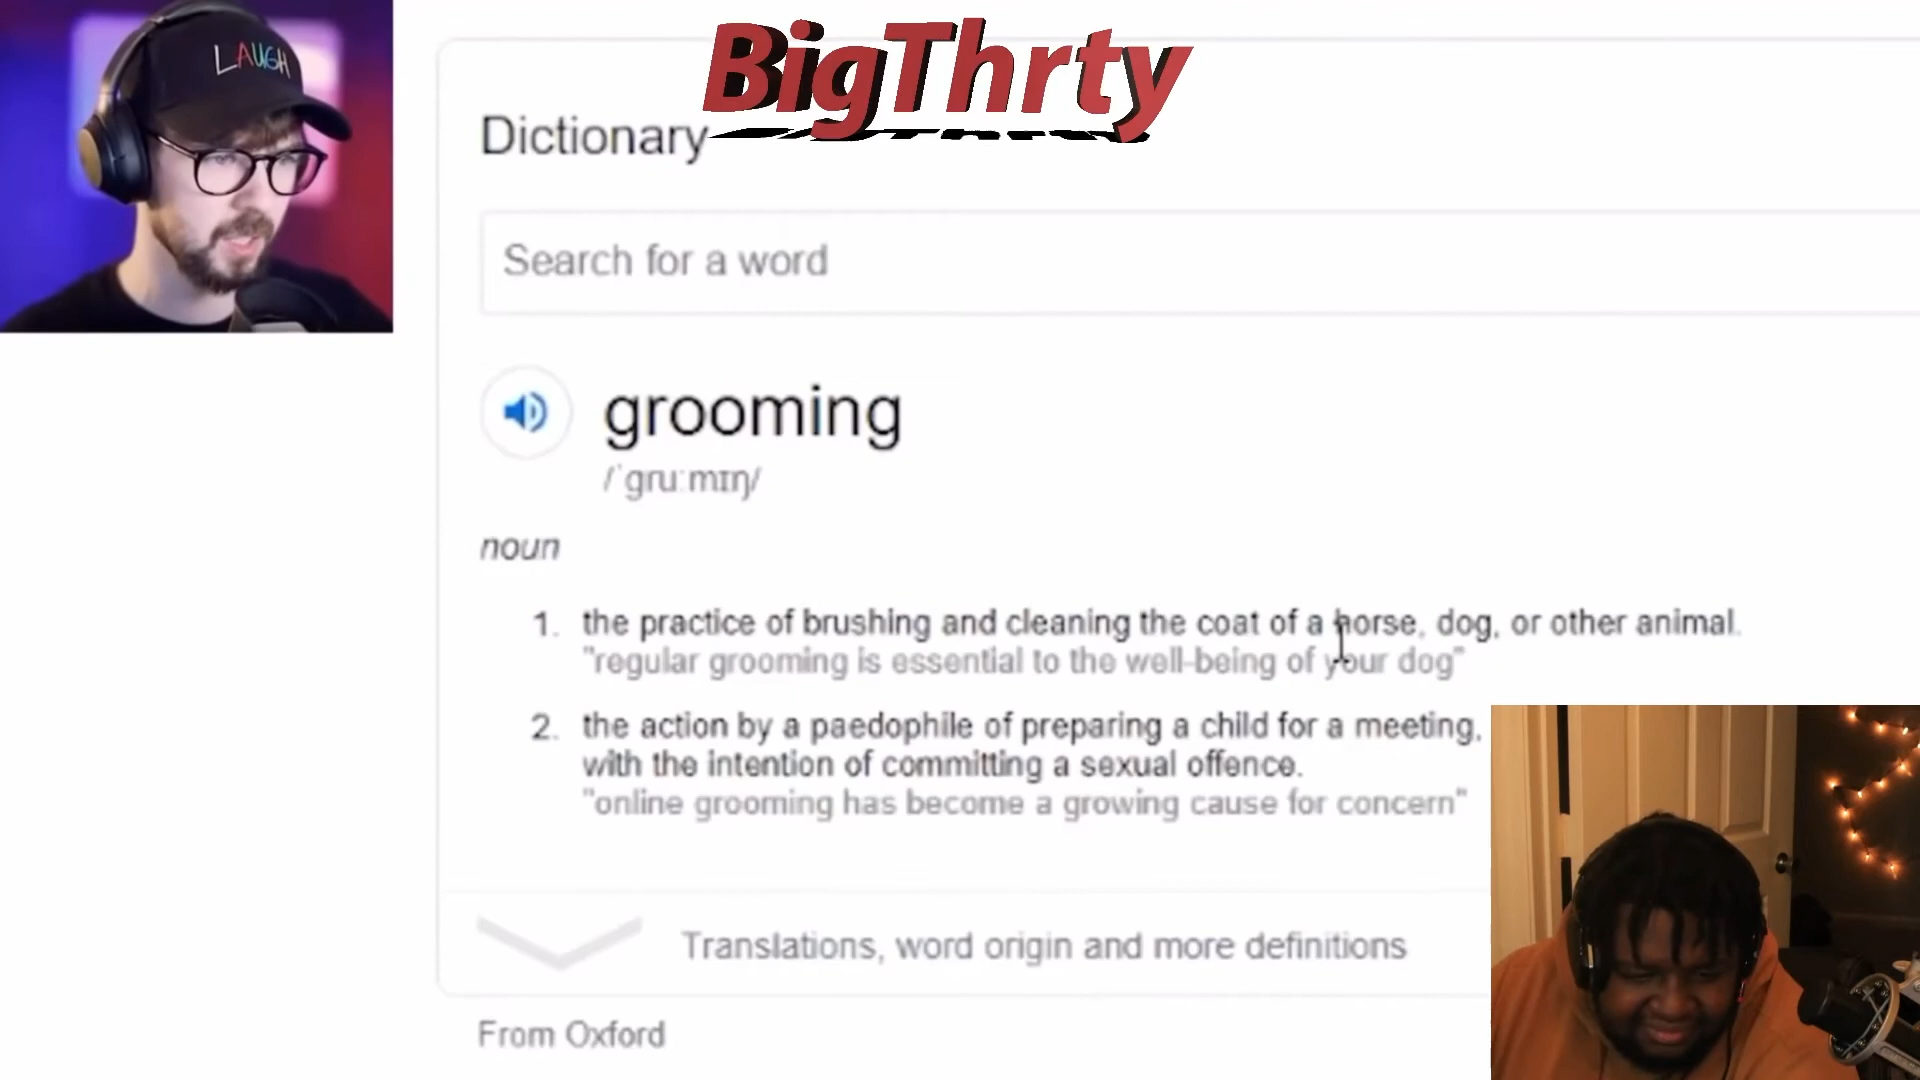 LAUGH
BigThrty
Dictionary
Search for a word
grooming
/ˈɡruːmɪŋ/
noun
1. the practice of brushing and cleaning the coat of a horse, dog, or other animal.
"regular grooming is essential to the well-being of your dog"
2. the action by a paedophile of preparing a child for a meeting,
with the intention of committing a sexual offence.
"online grooming has become a growing cause for concern"
Translations, word origin and more definitions
From Oxford